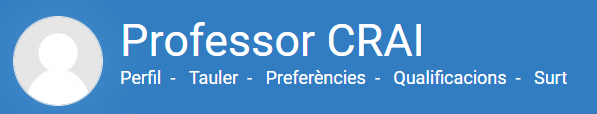 Professor CRAI
Perfil - Tauler - Preferències - Qualificacions - Surt